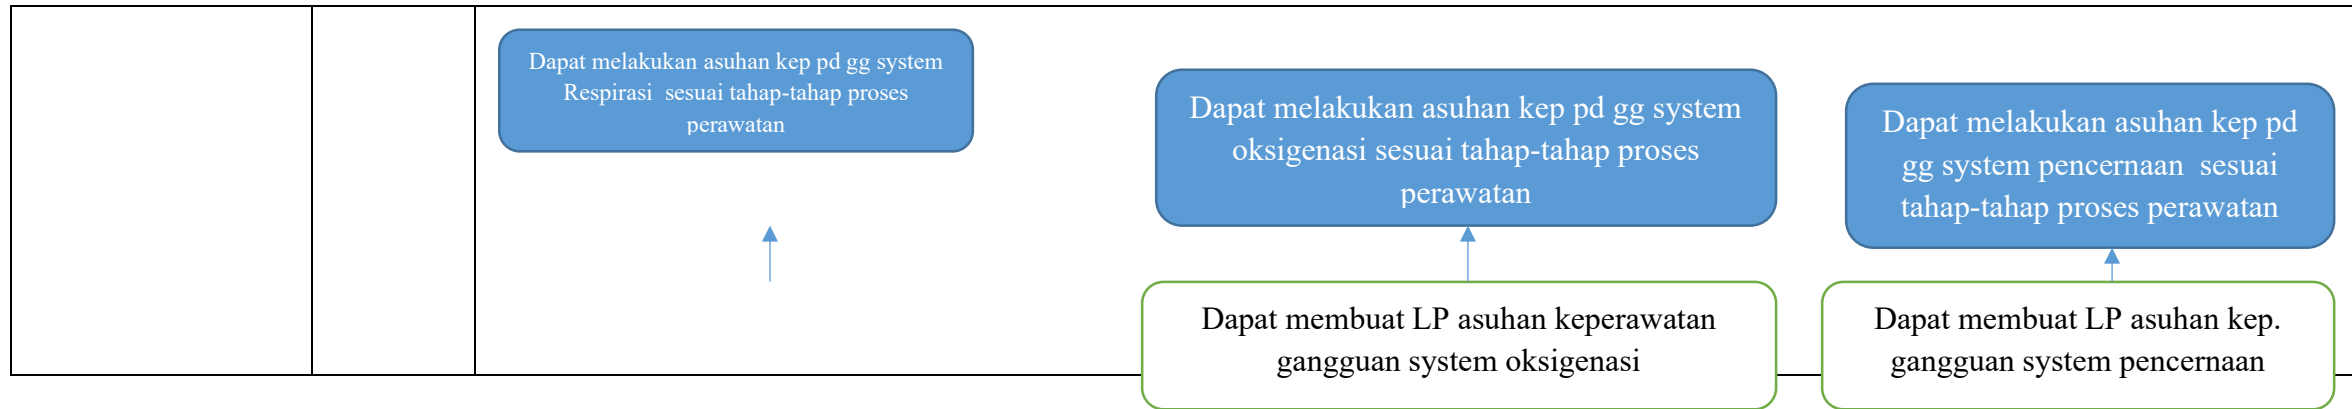 Dapat melakukan asuhan kep pd gg system
Respirasi  sesuai tahap-tahap proses
perawatan
Dapat melakukan asuhan kep pd gg system
oksigenasi sesuai tahap-tahap proses
perawatan
Dapat melakukan asuhan kep pd
gg system pencernaan  sesuai
tahap-tahap proses perawatan
Dapat membuat LP asuhan keperawatan
gangguan system oksigenasi
Dapat membuat LP asuhan kep.
gangguan system pencernaan